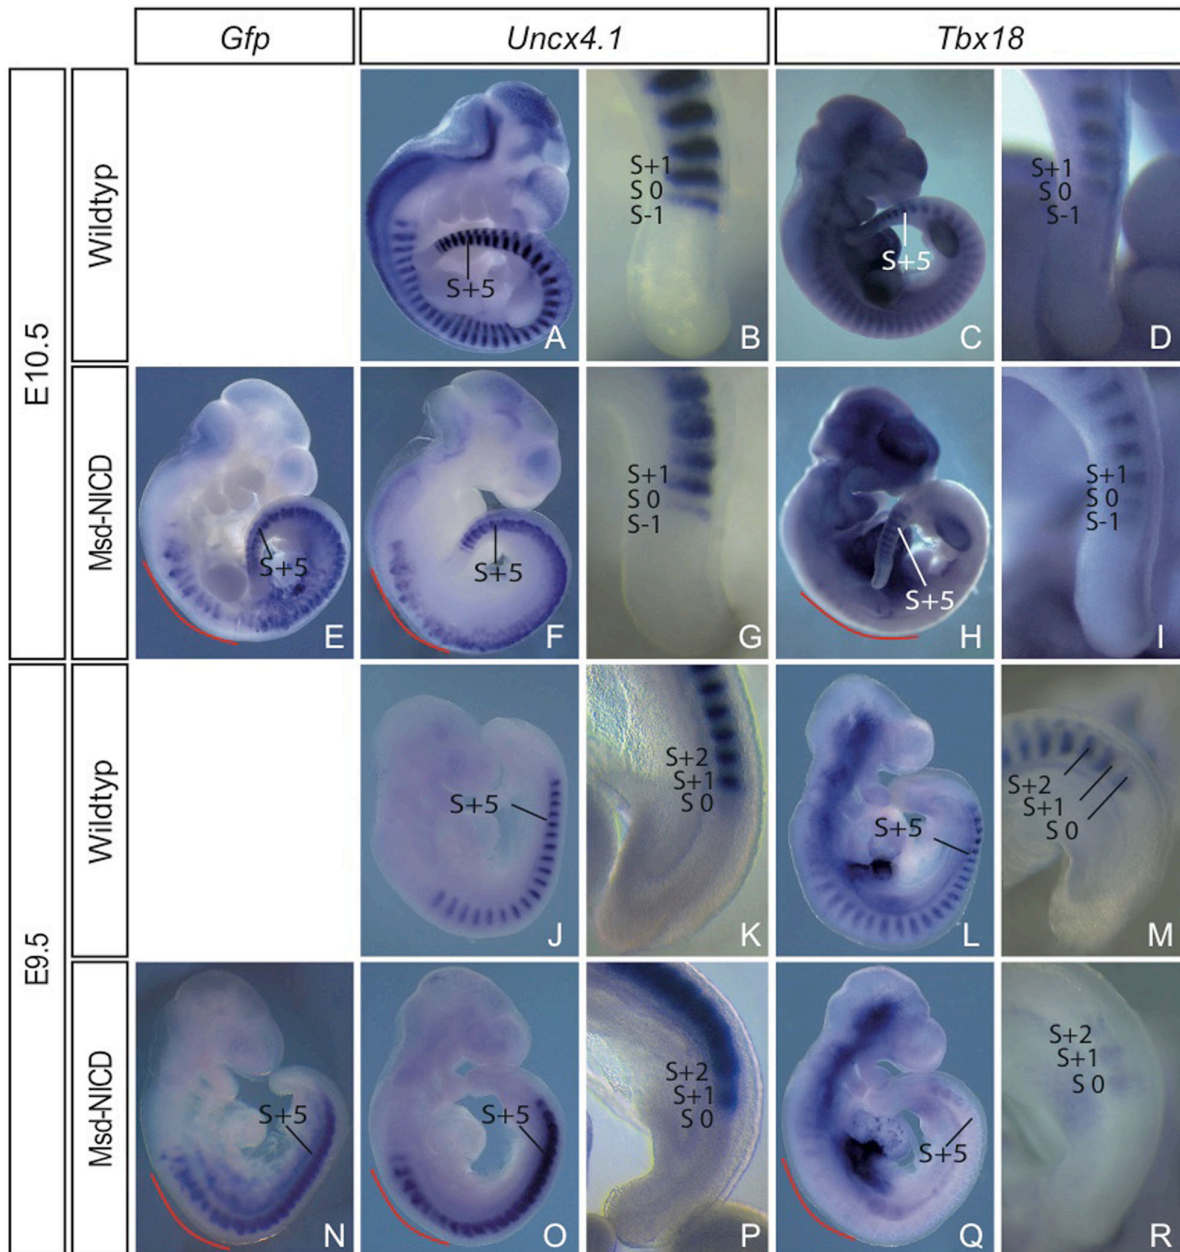 Gfp
Uncx4.1
Tbx18
E10.5
Wildtyp
S+5
A
S+1
S 0
S-1
B
S+5
C
S+1
S 0
S-1
D
Msd-NICD
S+5
E
S+5
F
S+1
S 0
S-1
G
S+5
H
S+1
S 0
S-1
I
E9.5
Wildtyp
S+5
J
S+2
S+1
S 0
K
S+5
L
S+2
S+1
S 0
M
Msd-NICD
S+5
N
S+5
O
S+2
S+1
S 0
P
S+5
Q
S+2
S+1
S 0
R